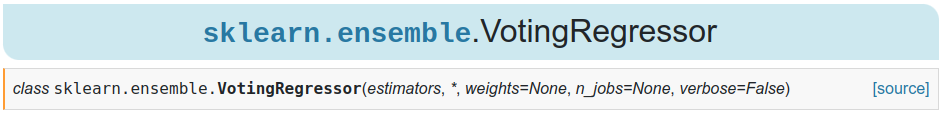 sklearn.ensemble.VotingRegressor
class sklearn.ensemble.VotingRegressor(estimators, *, weights=None, n_jobs=None, verbose=False) [source]